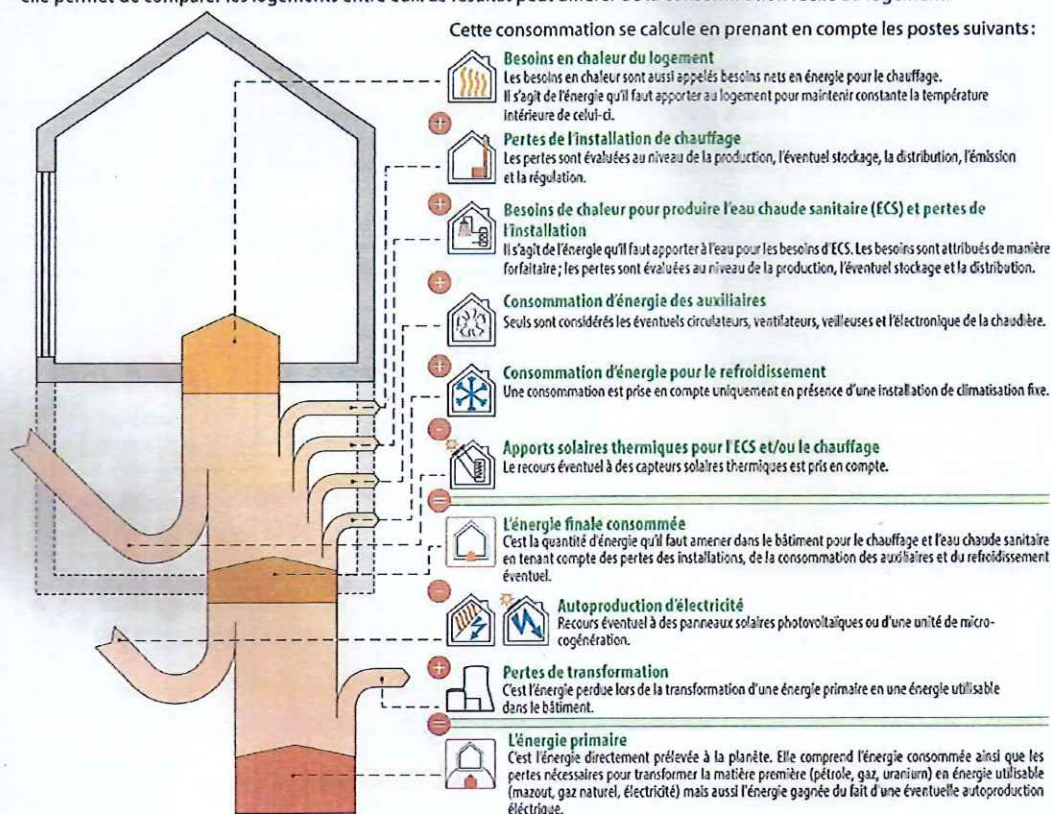 Cette consommation se calcule en prenant en compte les postes suivants :
Besoins en chaleur du logement
Les besoins en chaleur sont aussi appelés besoins nets en énergie pour le chauffage.
Il s'agit de l'énergie qu'il faut apporter au logement pour maintenir constante la température
intérieure de celui-ci.
+
Pertes de l'installation de chauffage
Les pertes sont évaluées au niveau de la production, l'éventuel stockage, la distribution, l'émission
et la régulation.
+
Besoins de chaleur pour produire l'eau chaude sanitaire (ECS) et pertes de
l'installation
Il s'agit de l'énergie qu'il faut apporter à l'eau pour les besoins d'ECS. Les besoins sont attribués de manière
forfaitaire ; les pertes sont évaluées au niveau de la production, l'éventuel stockage et la distribution.
+
Consommation d'énergie des auxiliaires
Seuls sont considérés les éventuels circulateurs, ventilateurs, veilleuses et l'électronique de la chaudière.
+
Consommation d'énergie pour le refroidissement
Une consommation est prise en compte uniquement en présence d'une installation de climatisation fixe.
-
Apports solaires thermiques pour l'ECS et/ou le chauffage
Le recours éventuel à des capteurs solaires thermiques est pris en compte.
=
L'énergie finale consommée
C'est la quantité d'énergie qu'il faut amener dans le bâtiment pour le chauffage et l'eau chaude sanitaire
en tenant compte des pertes des installations, de la consommation des auxiliaires et du refroidissement
éventuel.
-
Autoproduction d'électricité
Recours éventuel à des panneaux solaires photovoltaïques ou d'une unité de micro-
cogénération.
+
Pertes de transformation
C'est l'énergie perdue lors de la transformation d'une énergie primaire en une énergie utilisable
dans le bâtiment.
=
L'énergie primaire
C'est l'énergie directement prélevée à la planète. Elle comprend l'énergie consommée ainsi que les
pertes nécessaires pour transformer la matière première (pétrole, gaz, uranium) en énergie utilisable
(mazout, gaz naturel, électricité) mais aussi l'énergie gagnée du fait d'une éventuelle autoproduction
éléctrique.